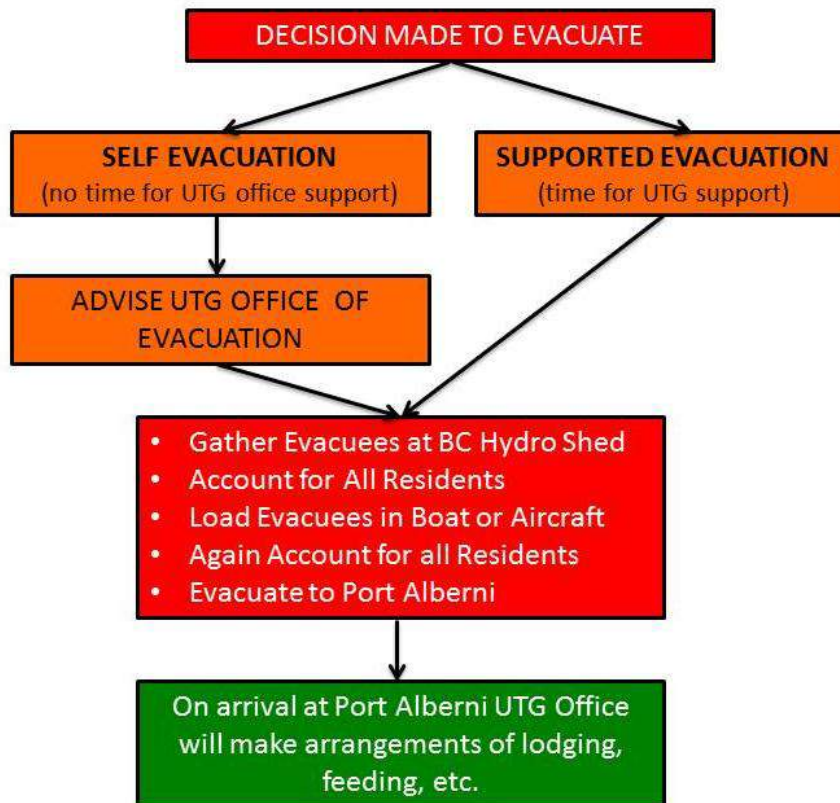 DECISION MADE TO EVACUATE
SELF EVACUATION
(no time for UTG office support)
SUPPORTED EVACUATION
(time for UTG support)
ADVISE UTG OFFICE OF
EVACUATION
• Gather Evacuees at BC Hydro Shed
• Account for All Residents
• Load Evacuees in Boat or Aircraft
• Again Account for all Residents
• Evacuate to Port Alberni
On arrival at Port Alberni UTG Office
will make arrangements of lodging,
feeding, etc.